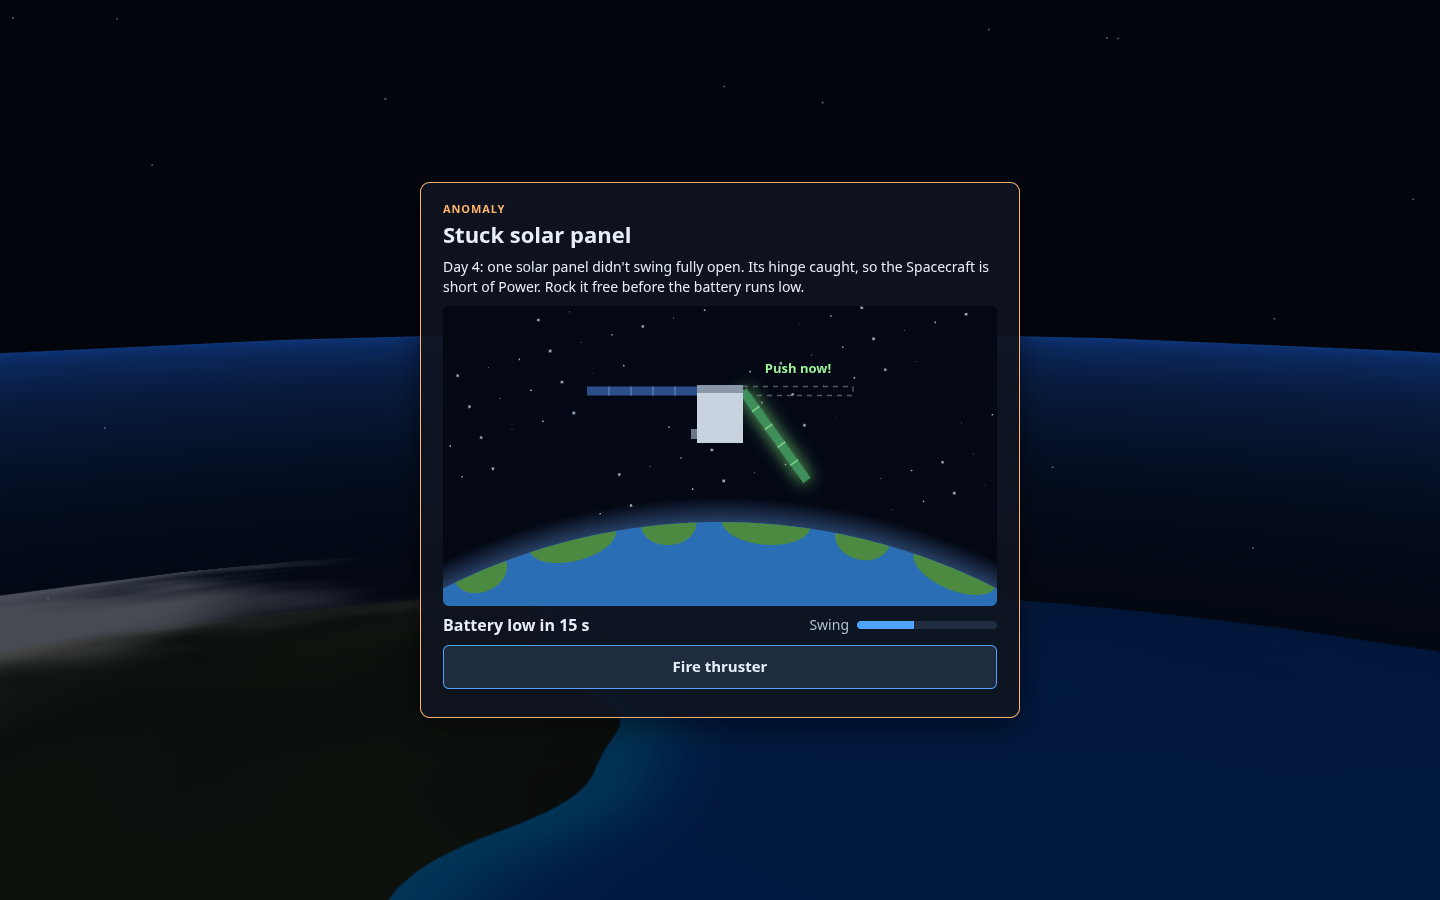 ANOMALY
Stuck solar panel
Day 4: one solar panel didn't swing fully open. Its hinge caught, so the Spacecraft is
short of Power. Rock it free before the battery runs low.
Push now!
Battery low in 15 s
Swing
Fire thruster